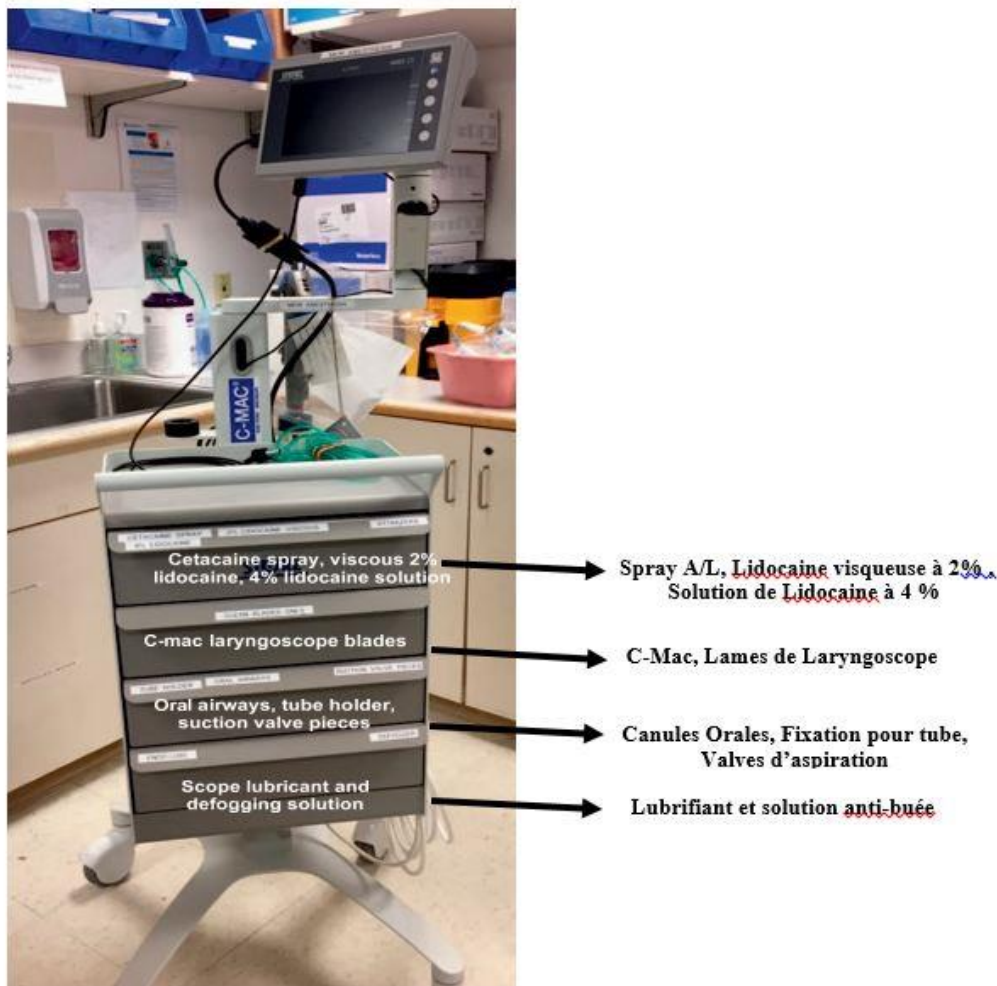 STORZ
C-MAC®
CETACAINE SPRAY
2% LIDOCAINE VISCOUS
4% LIDOCAINE
Cetacaine spray, viscous 2%
lidocaine, 4% lidocaine solution
Spray A/L, Lidocaine visqueuse à 2% ,
Solution de Lidocaine à 4 %
C-mac laryngoscope blades
C-Mac, Lames de Laryngoscope
TUBE HOLDER
ORAL AIRWAYS
SUCTION VALVE PIECES
Oral airways, tube holder,
suction valve pieces
Canules Orales, Fixation pour tube,
Valves d’aspiration
DEFOGGER
Scope lubricant and
defogging solution
Lubrifiant et solution anti-buée